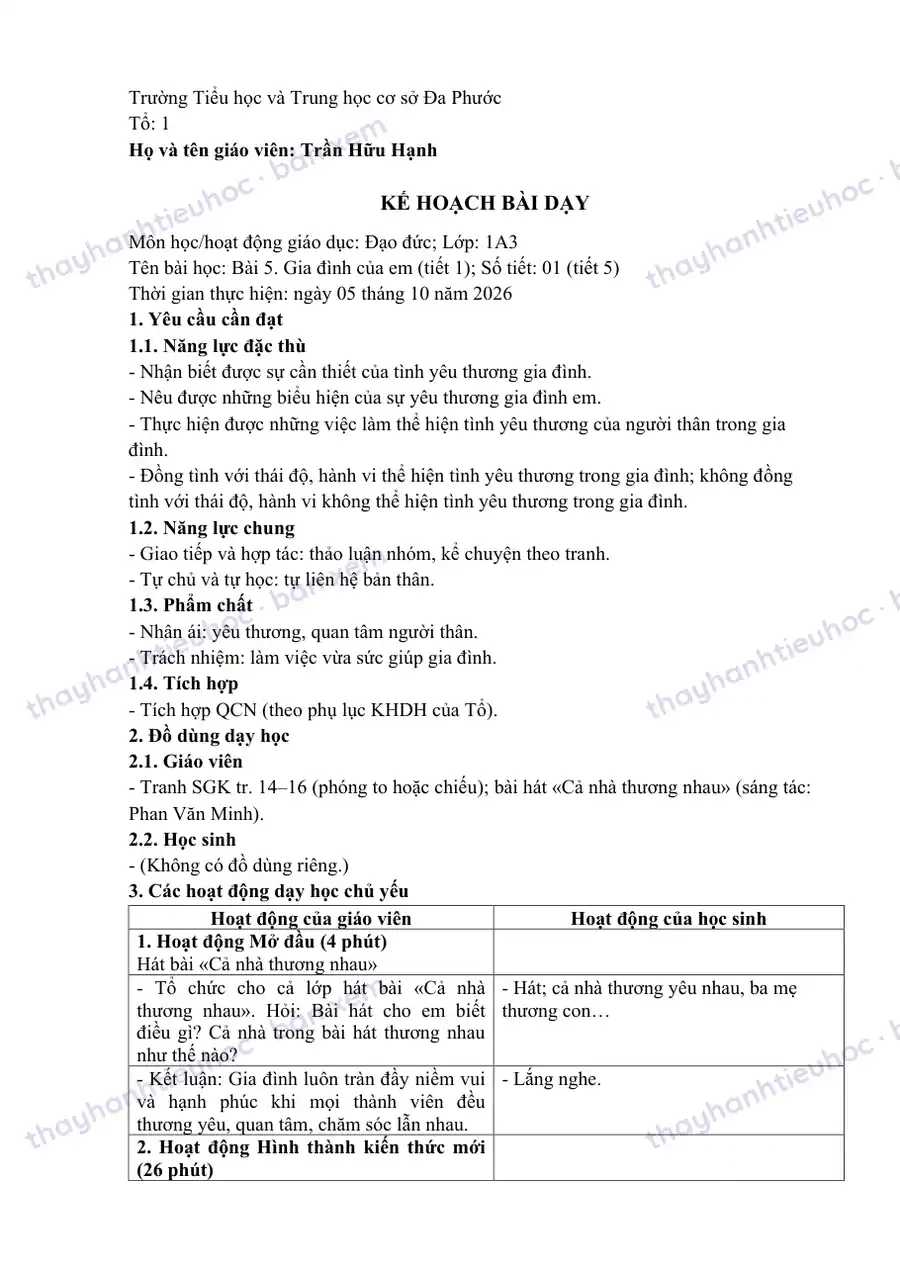 Trường Tiểu học và Trung học cơ sở Đa Phước
Tổ: 1
Họ và tên giáo viên: Trần Hữu Hạnh
KẾ HOẠCH BÀI DẠY
Môn học/hoạt động giáo dục: Đạo đức; Lớp: 1A3
Tên bài học: Bài 5. Gia đình của em (tiết 1); Số tiết: 01 (tiết 5)
Thời gian thực hiện: ngày 05 tháng 10 năm 2026
1. Yêu cầu cần đạt
1.1. Năng lực đặc thù
- Nhận biết được sự cần thiết của tình yêu thương gia đình.
- Nêu được những biểu hiện của sự yêu thương gia đình em.
- Thực hiện được những việc làm thể hiện tình yêu thương của người thân trong gia
đình.
- Đồng tình với thái độ, hành vi thể hiện tình yêu thương trong gia đình; không đồng
tình với thái độ, hành vi không thể hiện tình yêu thương trong gia đình.
1.2. Năng lực chung
- Giao tiếp và hợp tác: thảo luận nhóm, kể chuyện theo tranh.
- Tự chủ và tự học: tự liên hệ bản thân.
1.3. Phẩm chất
- Nhân ái: yêu thương, quan tâm người thân.
- Trách nhiệm: làm việc vừa sức giúp gia đình.
1.4. Tích hợp
- Tích hợp QCN (theo phụ lục KHDH của Tổ).
2. Đồ dùng dạy học
2.1. Giáo viên
- Tranh SGK tr. 14–16 (phóng to hoặc chiếu); bài hát «Cả nhà thương nhau» (sáng tác:
Phan Văn Minh).
2.2. Học sinh
- (Không có đồ dùng riêng.)
3. Các hoạt động dạy học chủ yếu
Hoạt động của giáo viên
Hoạt động của học sinh
1. Hoạt động Mở đầu (4 phút)
Hát bài «Cả nhà thương nhau»
- Tổ chức cho cả lớp hát bài «Cả nhà
thương nhau». Hỏi: Bài hát cho em biết
điều gì? Cả nhà trong bài hát thương nhau
như thế nào?
- Hát; cả nhà thương yêu nhau, ba mẹ
thương con…
- Kết luận: Gia đình luôn tràn đầy niềm vui
và hạnh phúc khi mọi thành viên đều
thương yêu, quan tâm, chăm sóc lẫn nhau.
- Lắng nghe.
2. Hoạt động Hình thành kiến thức mới
(26 phút)
thayhanhtieuhoc · bản xem
thayhanhtieuhoc · b
thayhanhtieuhoc · bản xem
thayhanhtieuhoc · b
thayhanhtieuhoc · bản xem
thayhanhtieuhoc · b